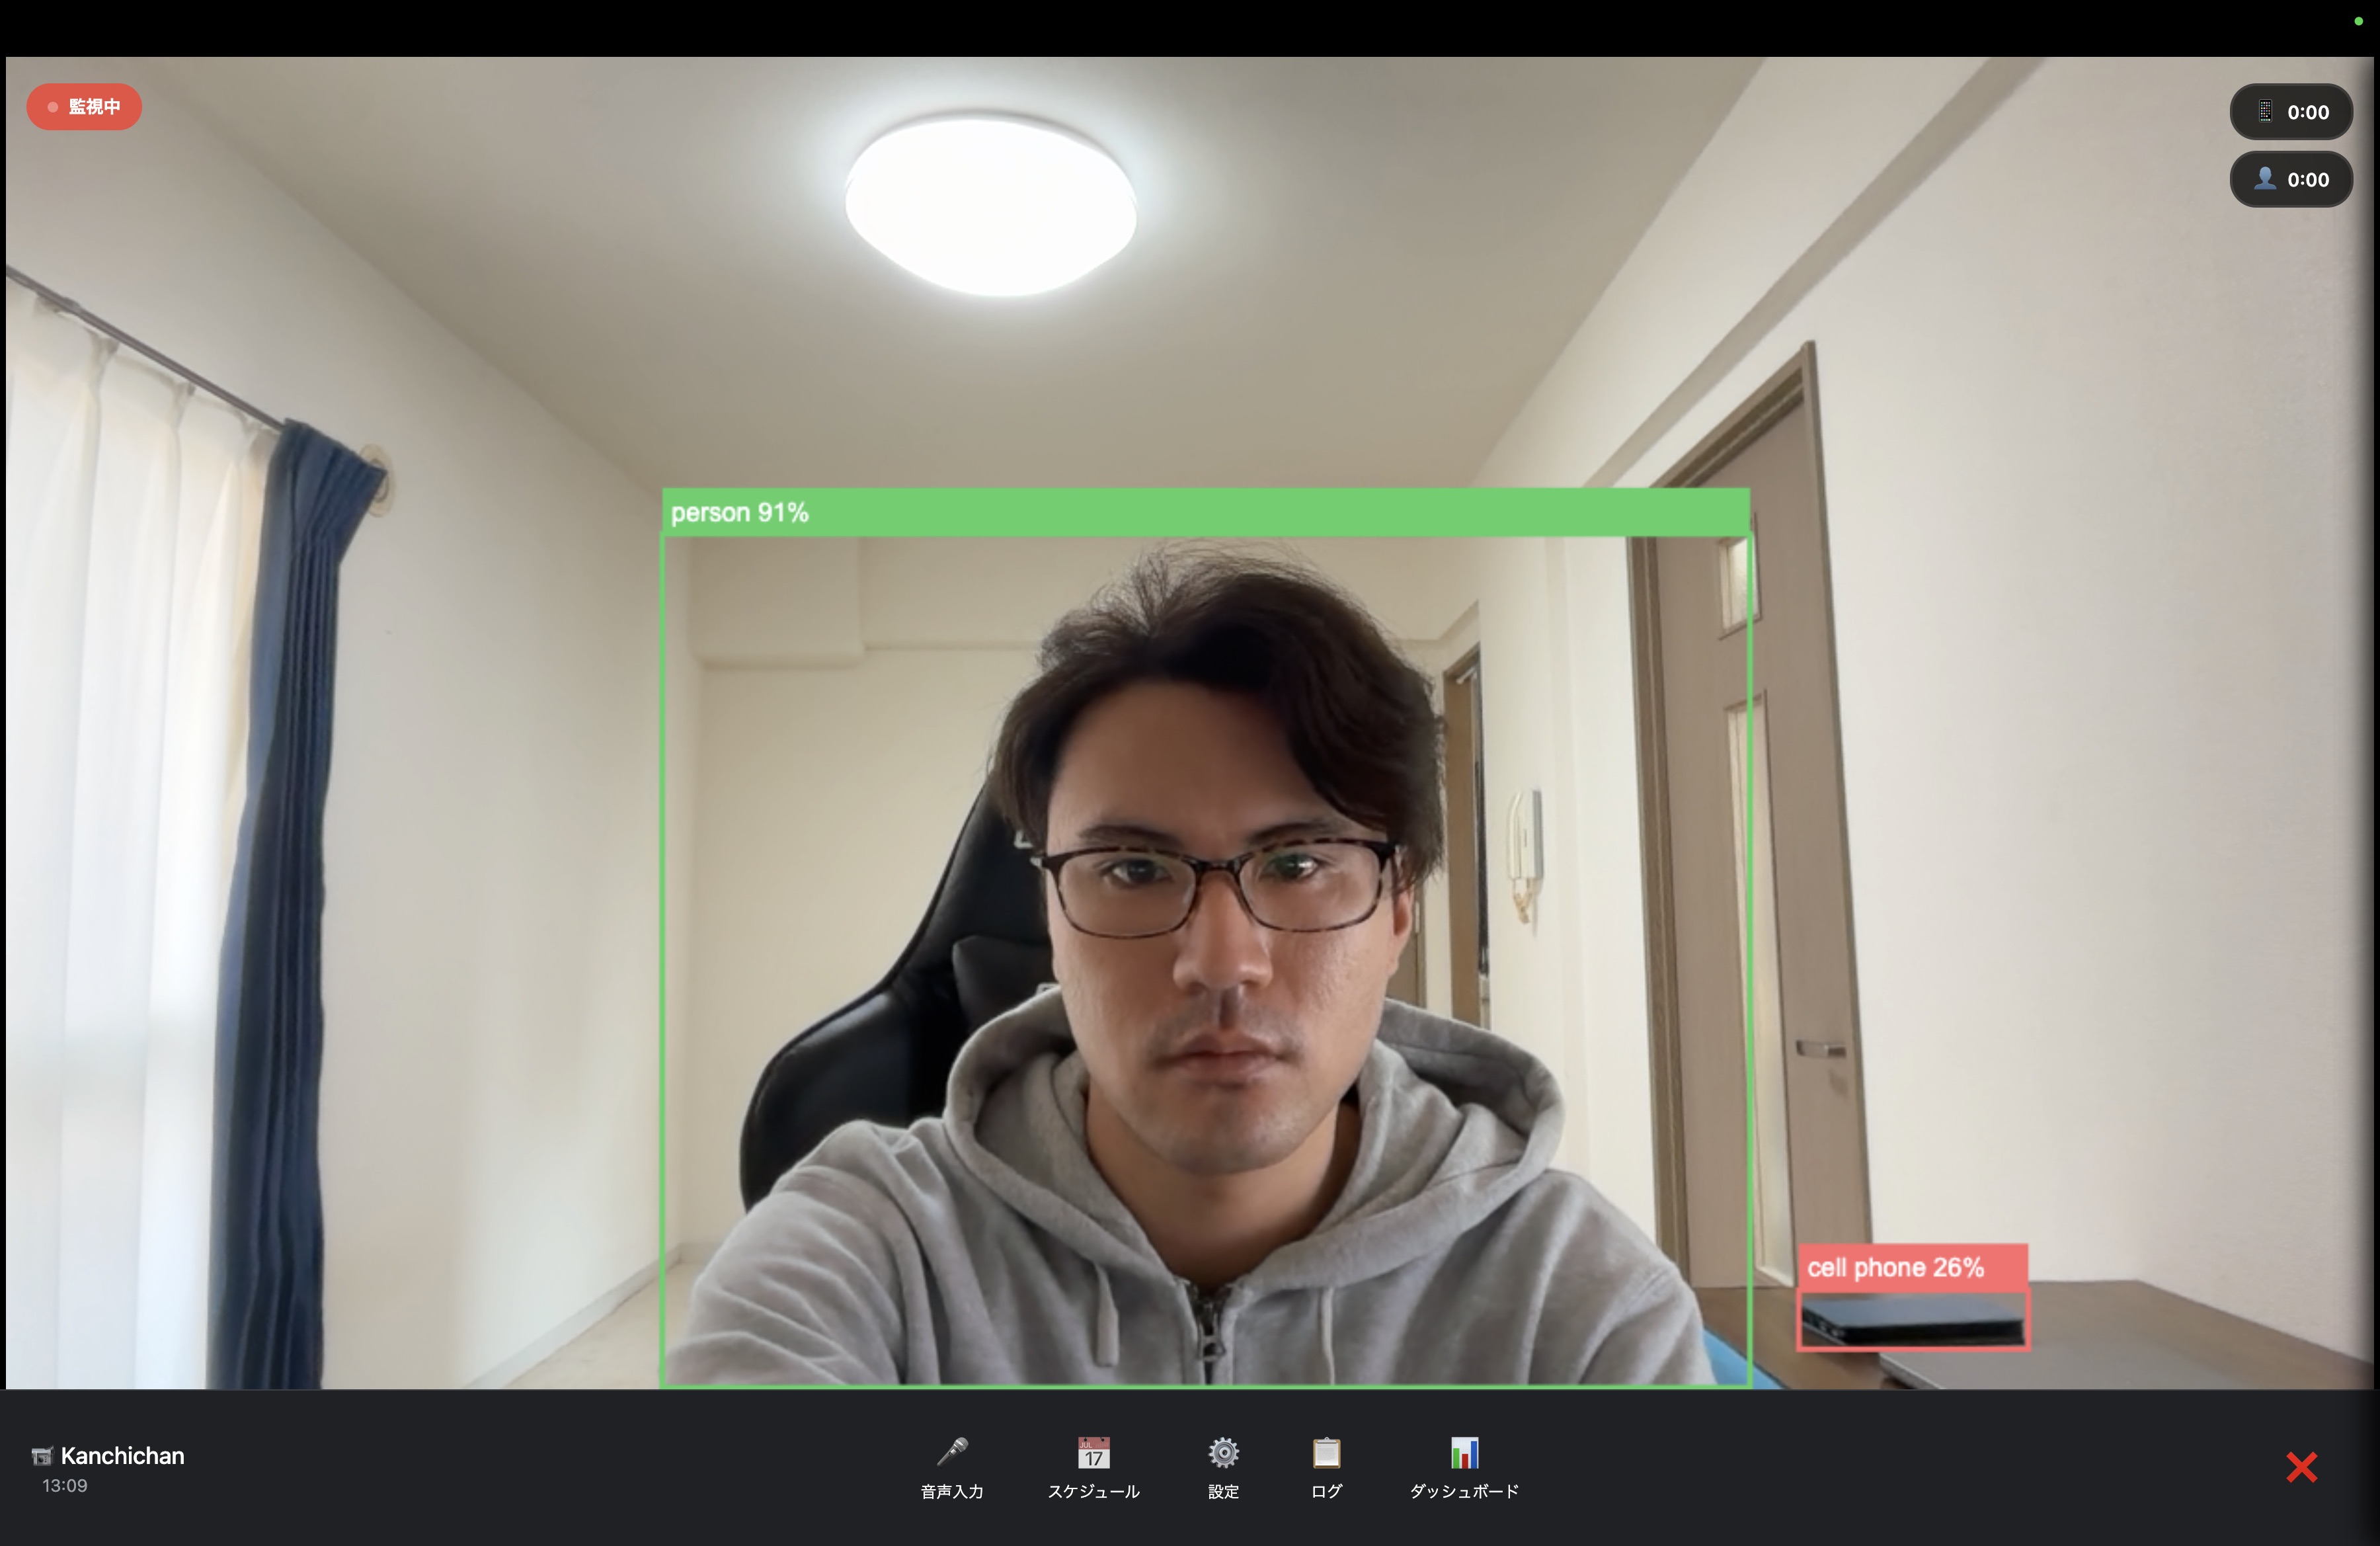 監視中
0:00
0:00
person 91%
cell phone 26%
Kanchichan
13:09
JUL
17
音声入力
スケジュール
設定
ログ
ダッシュボード